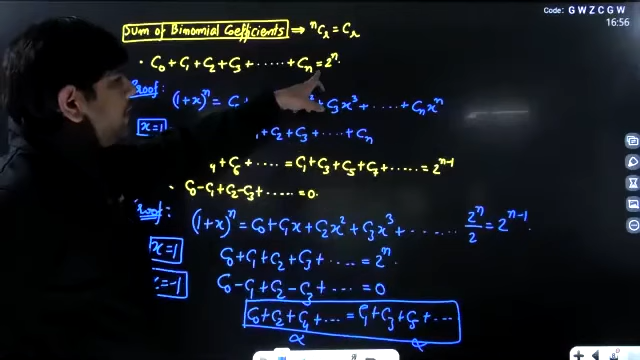 Code: G W Z C G W
16:56
Sum of Binomial Coefficients ⇒ ⁿCᵣ = Cᵣ
• C₀ + C₁ + C₂ + C₃ + ...... + Cₙ = 2ⁿ.
Proof: (1+x)ⁿ = + C₃x³ + ..... + Cₙxⁿ
x=1 + C₂ + C₃ + .... + Cₙ
+ C₆ + ..... = C₁ + C₃ + C₅ + C₇ + ..... = 2ⁿ⁻¹
• C₀ - C₁ + C₂ - C₃ + ....... = 0.
Proof: (1+x)ⁿ = C₀ + C₁x + C₂x² + C₃x³ + ...... 2ⁿ/2 = 2ⁿ⁻¹.
x=1 C₀ + C₁ + C₂ + C₃ + .... = 2ⁿ.
x=-1 C₀ - C₁ + C₂ - C₃ + .... = 0
C₀ + C₂ + C₄ + ... = C₁ + C₃ + C₅ + ...
α α